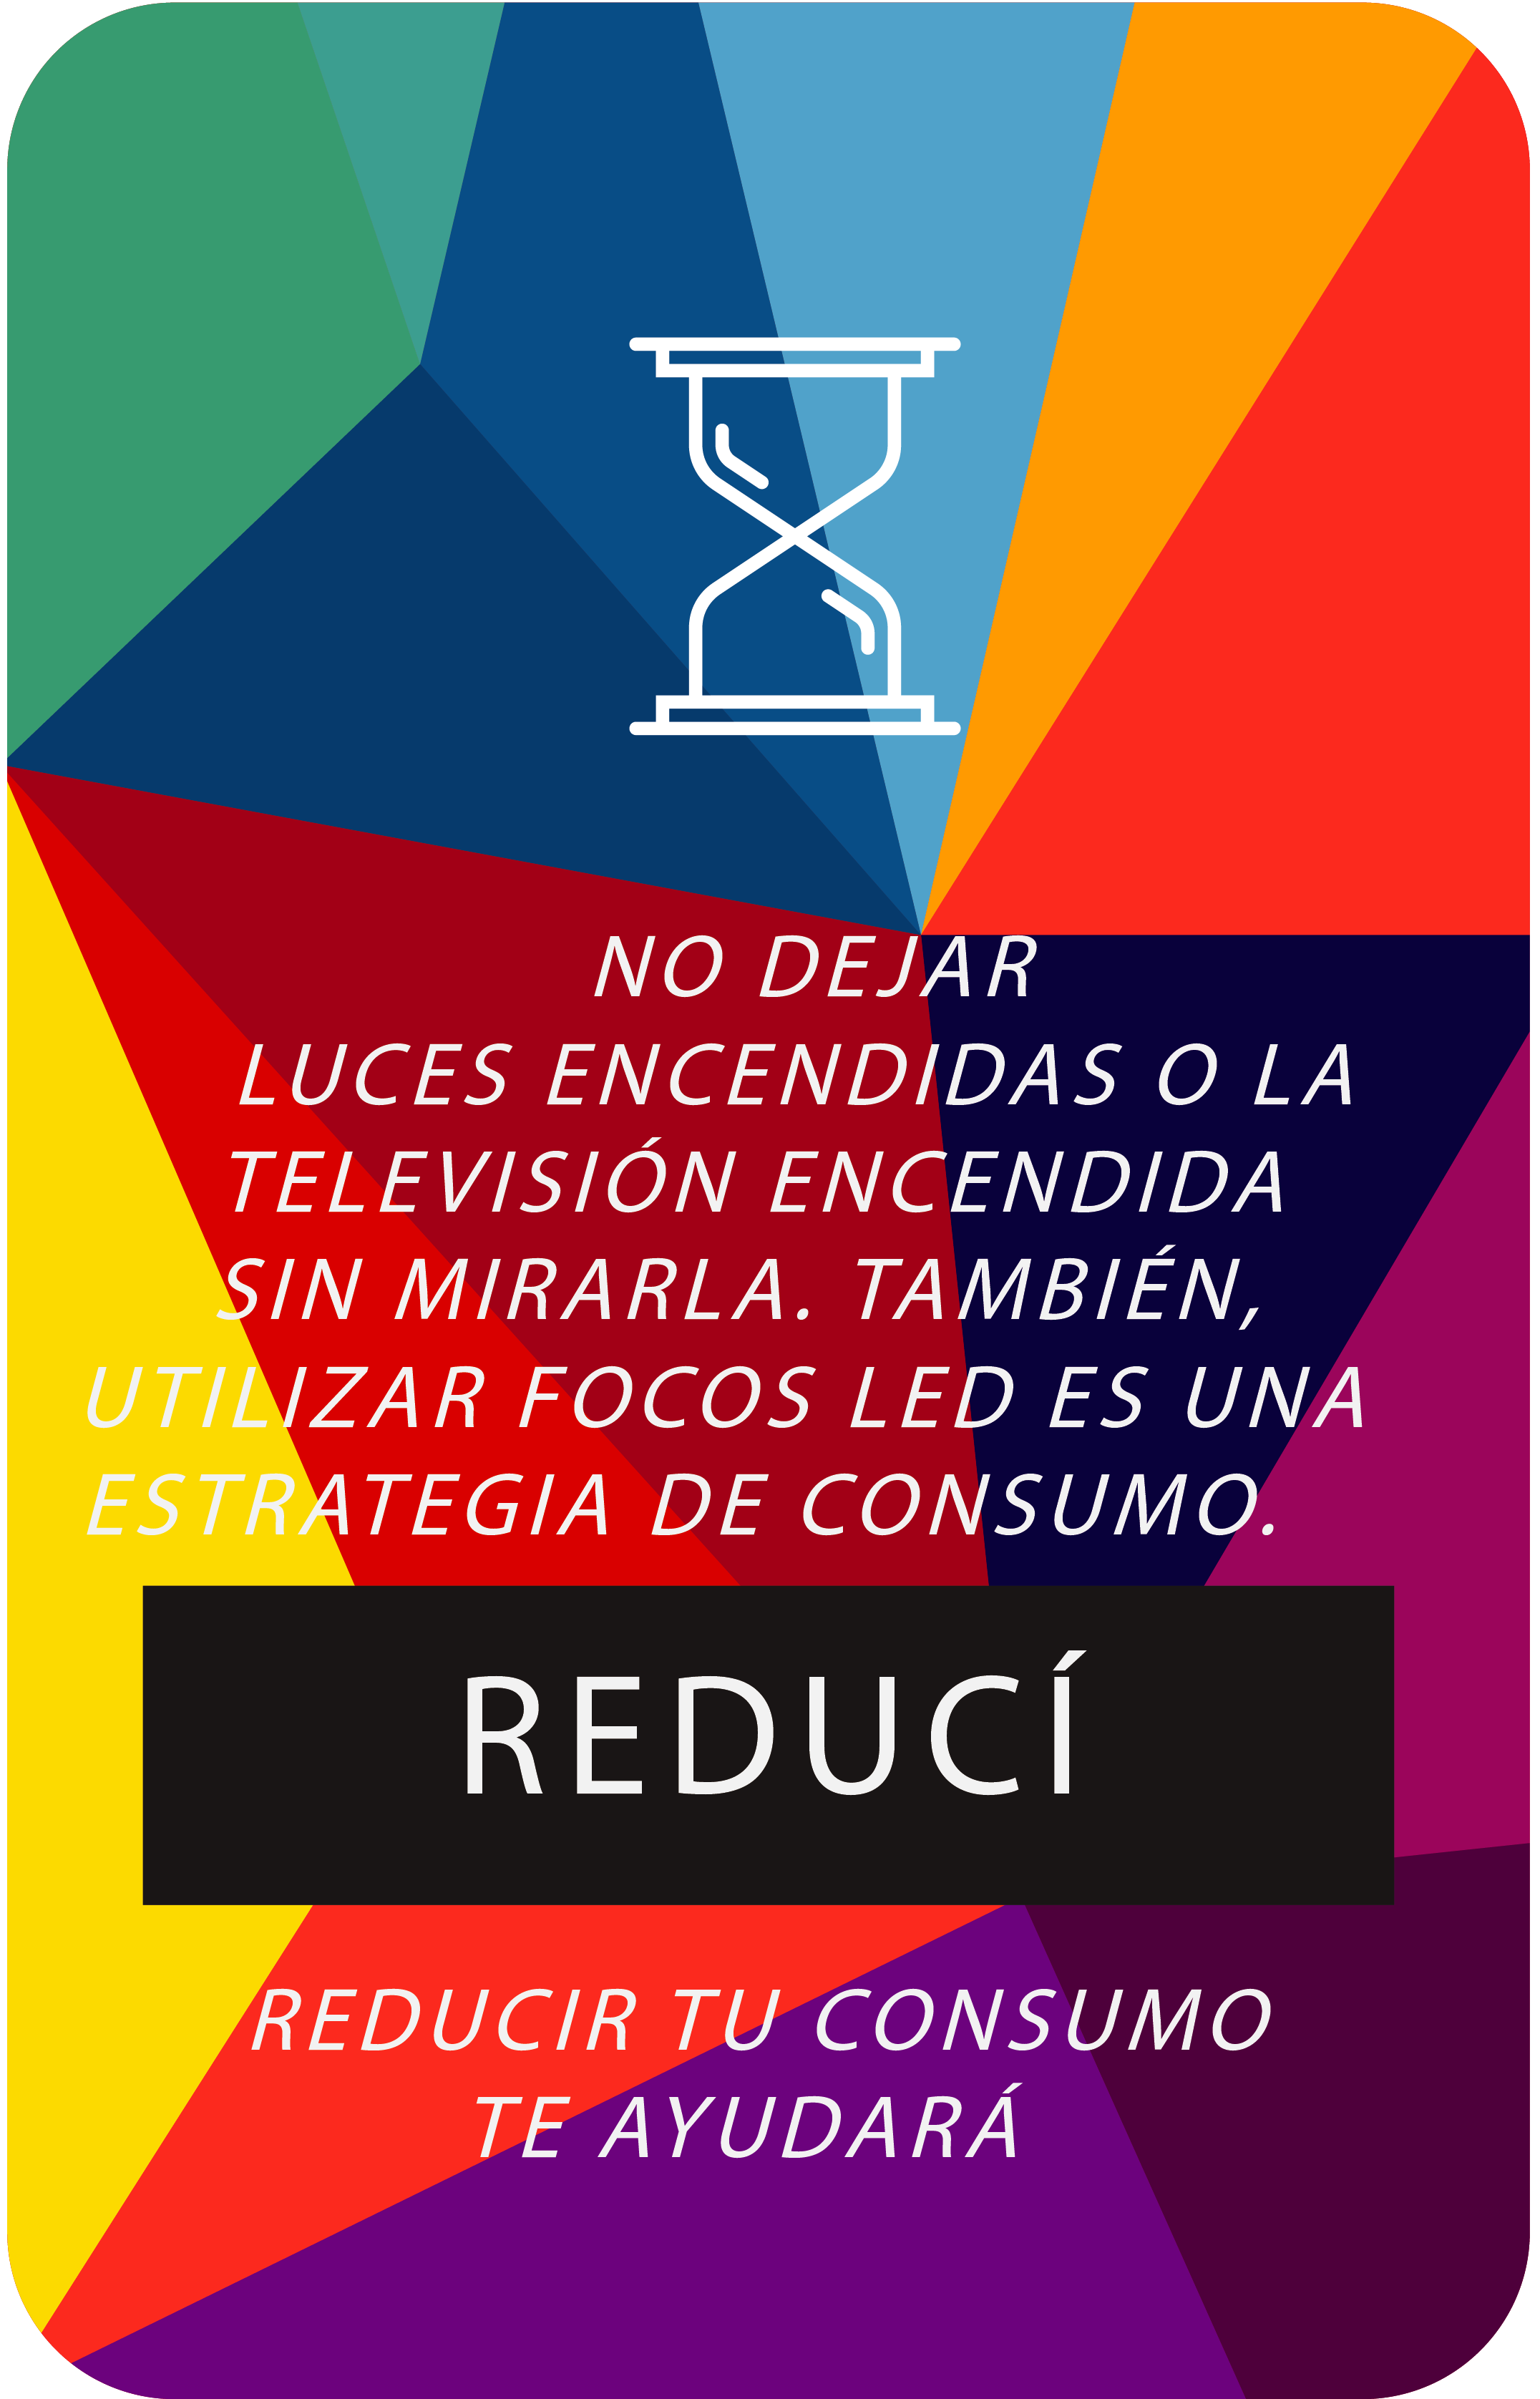 NO DEJAR
LUCES ENCENDIDAS O LA
TELEVISIÓN ENCENDIDA
SIN MIRARLA. TAMBIÉN,
UTILIZAR FOCOS LED ES UNA
ESTRATEGIA DE CONSUMO.
REDUCÍ
REDUCIR TU CONSUMO
TE AYUDARÁ